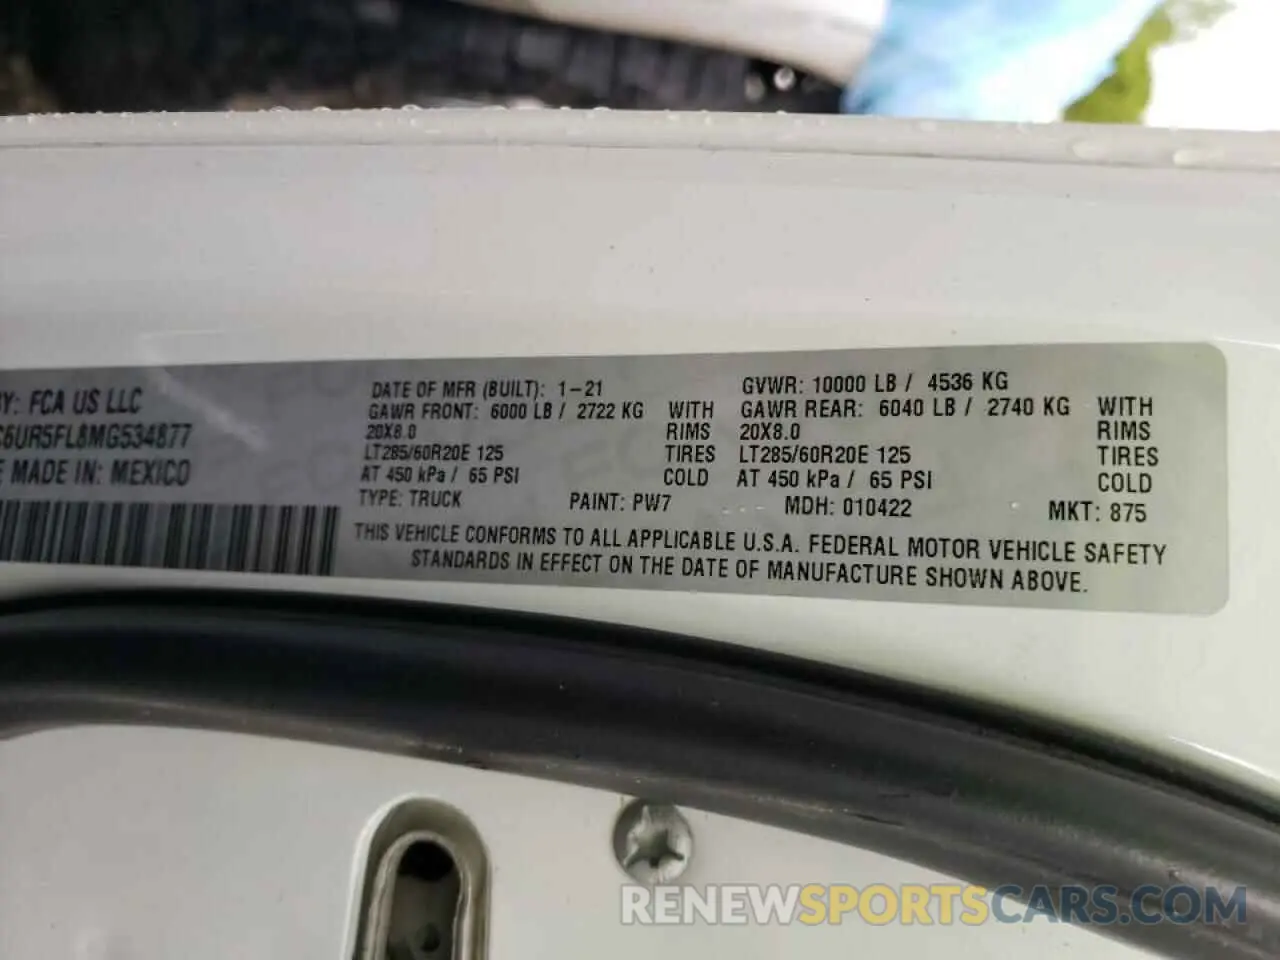 BY: FCA US LLC
C6UR5FL8MG534877
MADE IN: MEXICO
DATE OF MFR (BUILT): 1-21
GVWR: 10000 LB / 4536 KG
GAWR FRONT: 6000 LB / 2722 KG WITH
GAWR REAR: 6040 LB / 2740 KG WITH
20X8.0 RIMS
20X8.0 RIMS
LT285/60R20E 125 TIRES
LT285/60R20E 125 TIRES
AT 450 kPa / 65 PSI COLD
AT 450 kPa / 65 PSI COLD
TYPE: TRUCK PAINT: PW7 MDH: 010422 MKT: 875
THIS VEHICLE CONFORMS TO ALL APPLICABLE U.S.A. FEDERAL MOTOR VEHICLE SAFETY
STANDARDS IN EFFECT ON THE DATE OF MANUFACTURE SHOWN ABOVE.
RENEWSPORTSCARS.COM